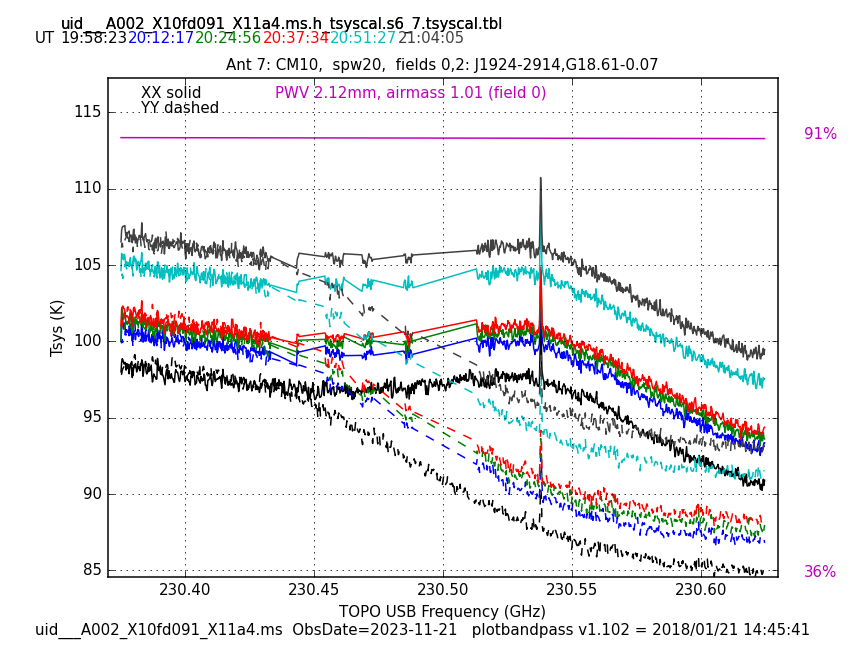 uid___A002_X10fd091_X11a4.ms.h_tsyscal.s6_7.tsyscal.tbl
UT 19:58:23 20:12:17 20:24:56 20:37:34 20:51:27 21:04:05
Ant 7: CM10,  spw20,  fields 0,2: J1924-2914,G18.61-0.07
XX solid
PWV 2.12mm, airmass 1.01 (field 0)
YY dashed
115
91%
110
105
Tsys (K)
100
95
90
85
36%
230.40 230.45 230.50 230.55 230.60
TOPO USB Frequency (GHz)
uid___A002_X10fd091_X11a4.ms  ObsDate=2023-11-21   plotbandpass v1.102 = 2018/01/21 14:45:41